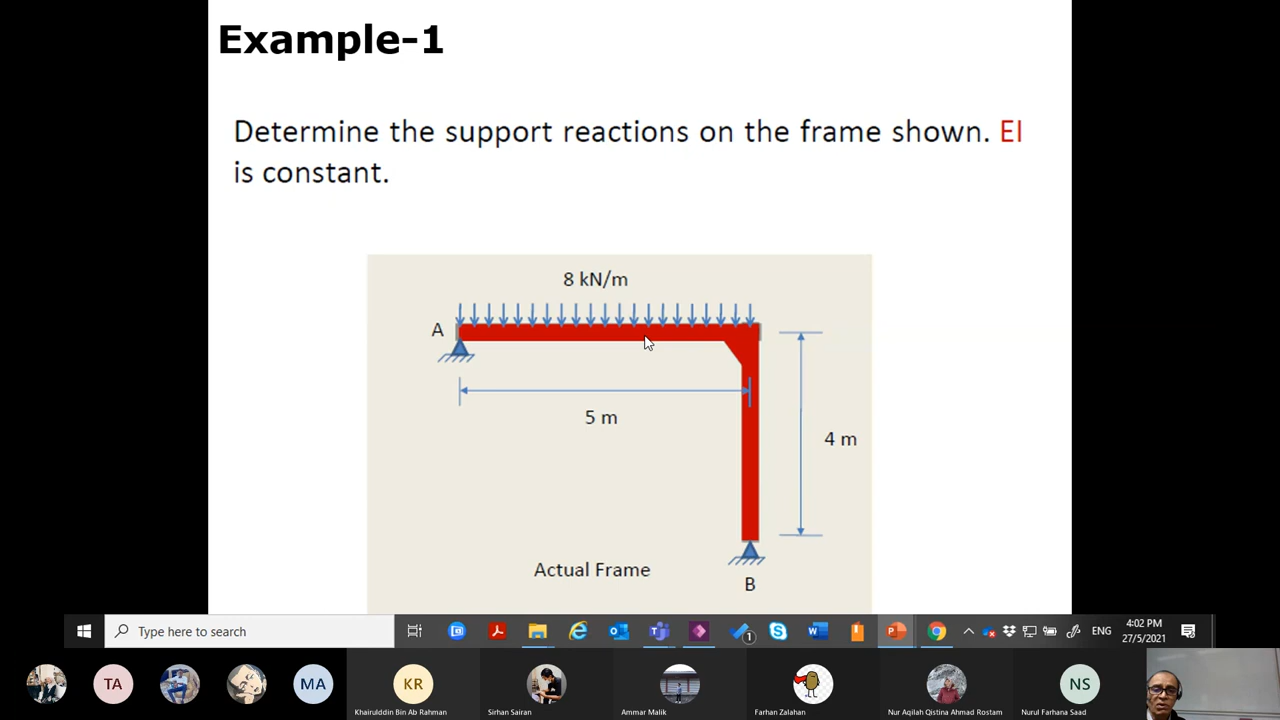 Example-1
Determine the support reactions on the frame shown. EI
is constant.
8 kN/m
A
5 m
4 m
Actual Frame
B
Type here to search
1
ENG
4:02 PM
27/5/2021
TA
MA
KR
NS
Khairulddin Bin Ab Rahman
Sirhan Sairan
Ammar Malik
Farhan Zalahan
Nur Aqilah Qistina Ahmad Rostam
Nurul Farhana Saad